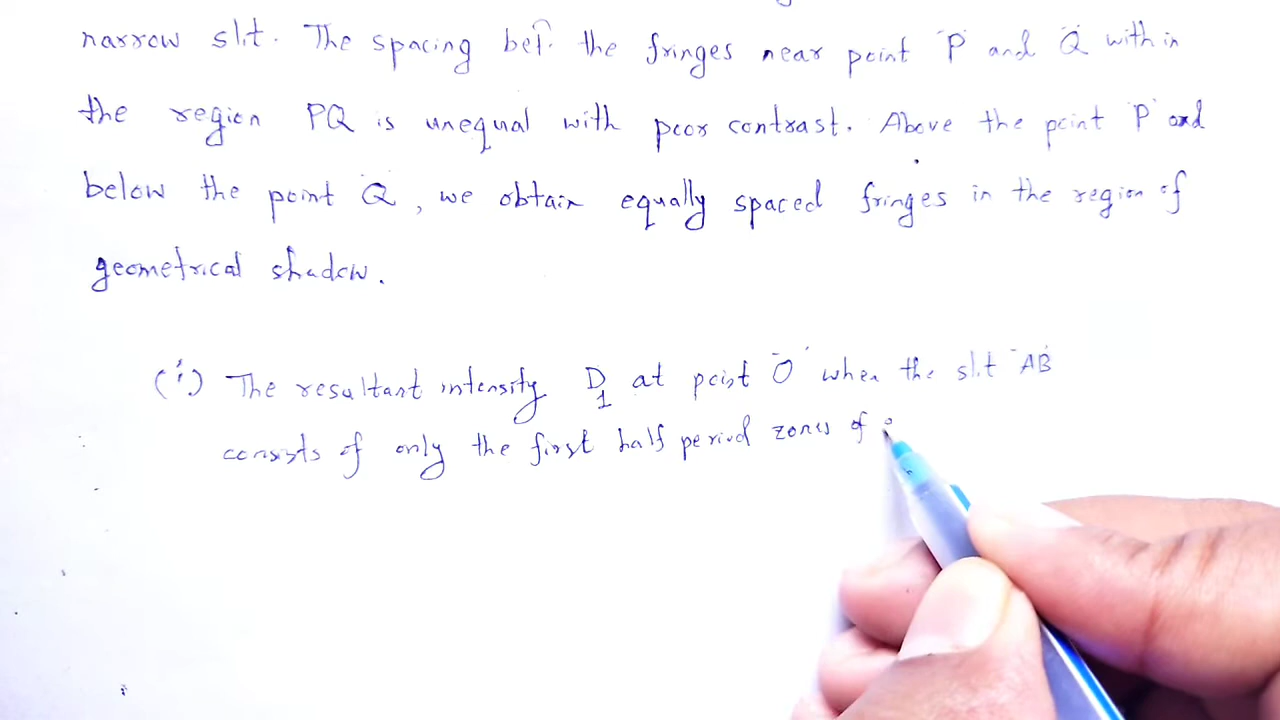 narrow slit. The spacing bet. the fringes near point 'P' and Q within
the region PQ is unequal with poor contrast. Above the point 'P' and
below the point Q, we obtain equally spaced fringes in the region of
geometrical shadow.
(i) The resultant intensity D1 at point 'O' when the slit 'AB'
consists of only the first half period zones of